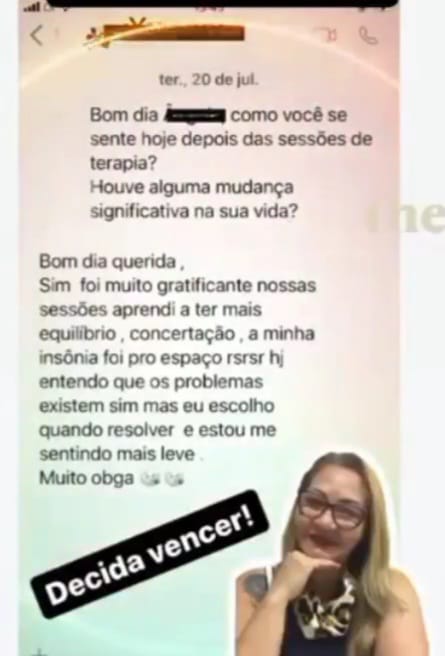 ter., 20 de jul.
Bom dia como você se
sente hoje depois das sessões de
terapia?
Houve alguma mudança
significativa na sua vida?
Bom dia querida ,
Sim foi muito gratificante nossas
sessões aprendi a ter mais
equilíbrio , concertação , a minha
insônia foi pro espaço rsrsr hj
entendo que os problemas
existem sim mas eu escolho
quando resolver e estou me
sentindo mais leve .
Muito obga 👏👏
Decida vencer!